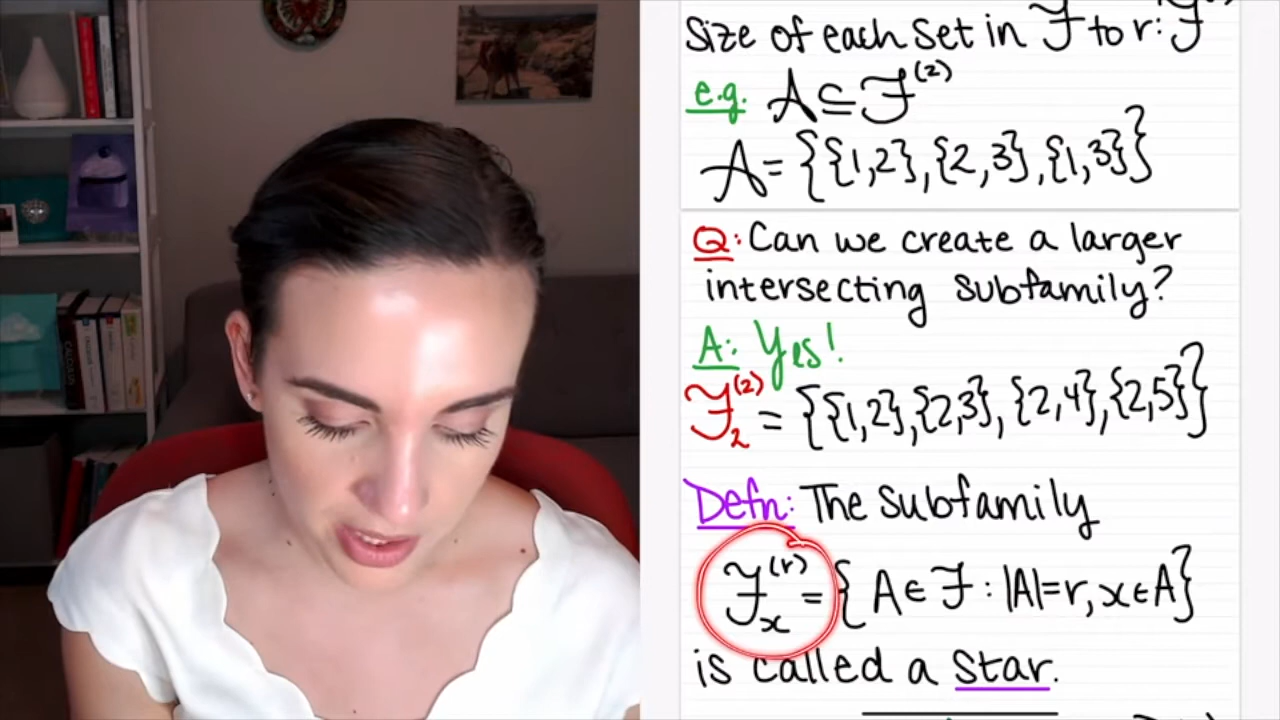 Size of each set in ℱ to r: ℱ
e.g. 𝒜 ⊆ ℱ^(2)
𝒜 = {{1,2},{2,3},{1,3}}
Q: Can we create a larger
intersecting subfamily?
A: Yes!
ℱ₂^(2) = {{1,2},{2,3},{2,4},{2,5}}
Defn: The subfamily
ℱₓ^(r) = {A ∈ ℱ : |A|=r, x ∈ A}
is called a star.
CALCULUS